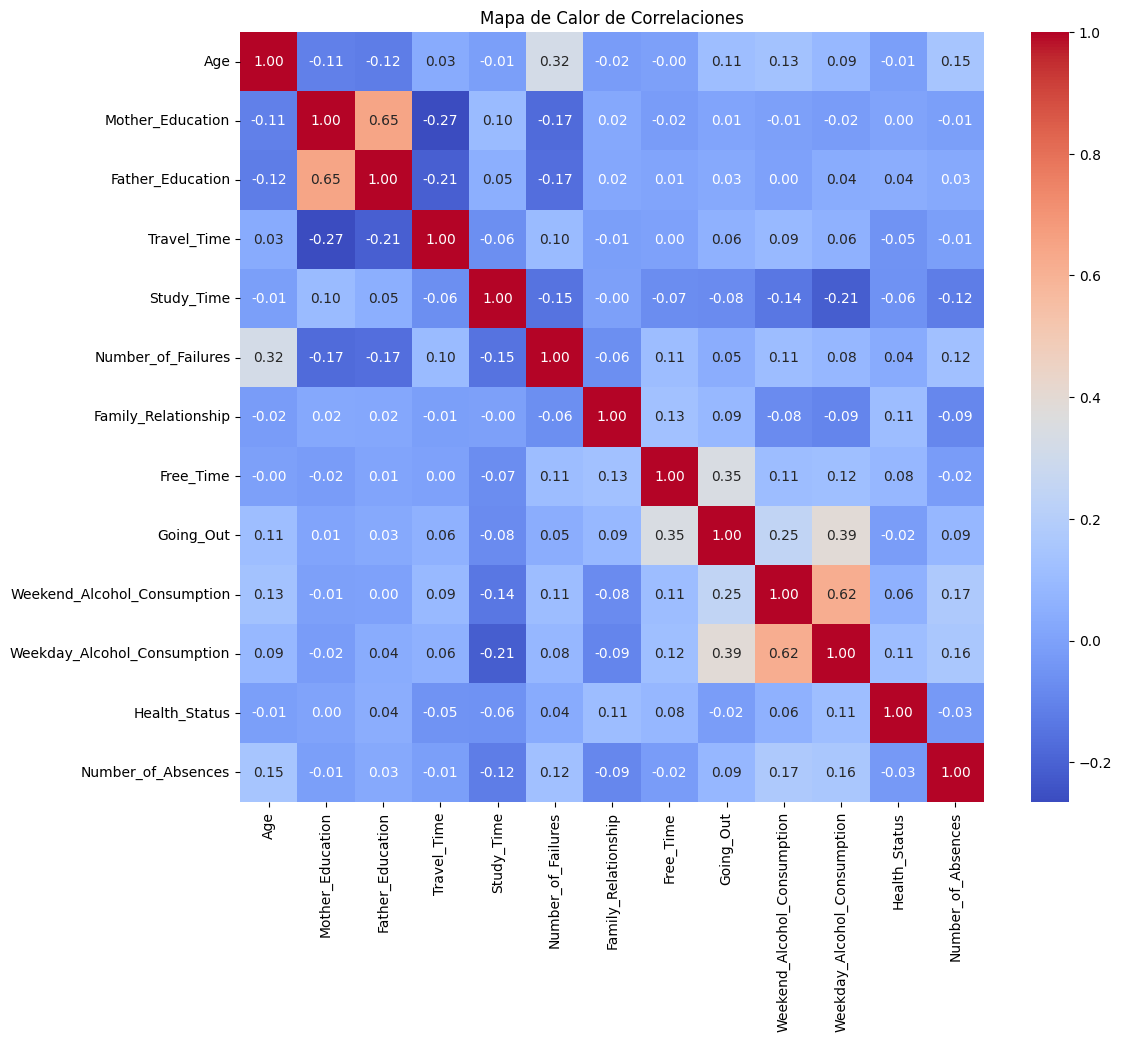 Mapa de Calor de Correlaciones
Age 1.00 -0.11 -0.12 0.03 -0.01 0.32 -0.02 -0.00 0.11 0.13 0.09 -0.01 0.15
Mother_Education -0.11 1.00 0.65 -0.27 0.10 -0.17 0.02 -0.02 0.01 -0.01 -0.02 0.00 -0.01
Father_Education -0.12 0.65 1.00 -0.21 0.05 -0.17 0.02 0.01 0.03 0.00 0.04 0.04 0.03
Travel_Time 0.03 -0.27 -0.21 1.00 -0.06 0.10 -0.01 0.00 0.06 0.09 0.06 -0.05 -0.01
Study_Time -0.01 0.10 0.05 -0.06 1.00 -0.15 -0.00 -0.07 -0.08 -0.14 -0.21 -0.06 -0.12
Number_of_Failures 0.32 -0.17 -0.17 0.10 -0.15 1.00 -0.06 0.11 0.05 0.11 0.08 0.04 0.12
Family_Relationship -0.02 0.02 0.02 -0.01 -0.00 -0.06 1.00 0.13 0.09 -0.08 -0.09 0.11 -0.09
Free_Time -0.00 -0.02 0.01 0.00 -0.07 0.11 0.13 1.00 0.35 0.11 0.12 0.08 -0.02
Going_Out 0.11 0.01 0.03 0.06 -0.08 0.05 0.09 0.35 1.00 0.25 0.39 -0.02 0.09
Weekend_Alcohol_Consumption 0.13 -0.01 0.00 0.09 -0.14 0.11 -0.08 0.11 0.25 1.00 0.62 0.06 0.17
Weekday_Alcohol_Consumption 0.09 -0.02 0.04 0.06 -0.21 0.08 -0.09 0.12 0.39 0.62 1.00 0.11 0.16
Health_Status -0.01 0.00 0.04 -0.05 -0.06 0.04 0.11 0.08 -0.02 0.06 0.11 1.00 -0.03
Number_of_Absences 0.15 -0.01 0.03 -0.01 -0.12 0.12 -0.09 -0.02 0.09 0.17 0.16 -0.03 1.00
Age
Mother_Education
Father_Education
Travel_Time
Study_Time
Number_of_Failures
Family_Relationship
Free_Time
Going_Out
Weekend_Alcohol_Consumption
Weekday_Alcohol_Consumption
Health_Status
Number_of_Absences
1.0
0.8
0.6
0.4
0.2
0.0
−0.2